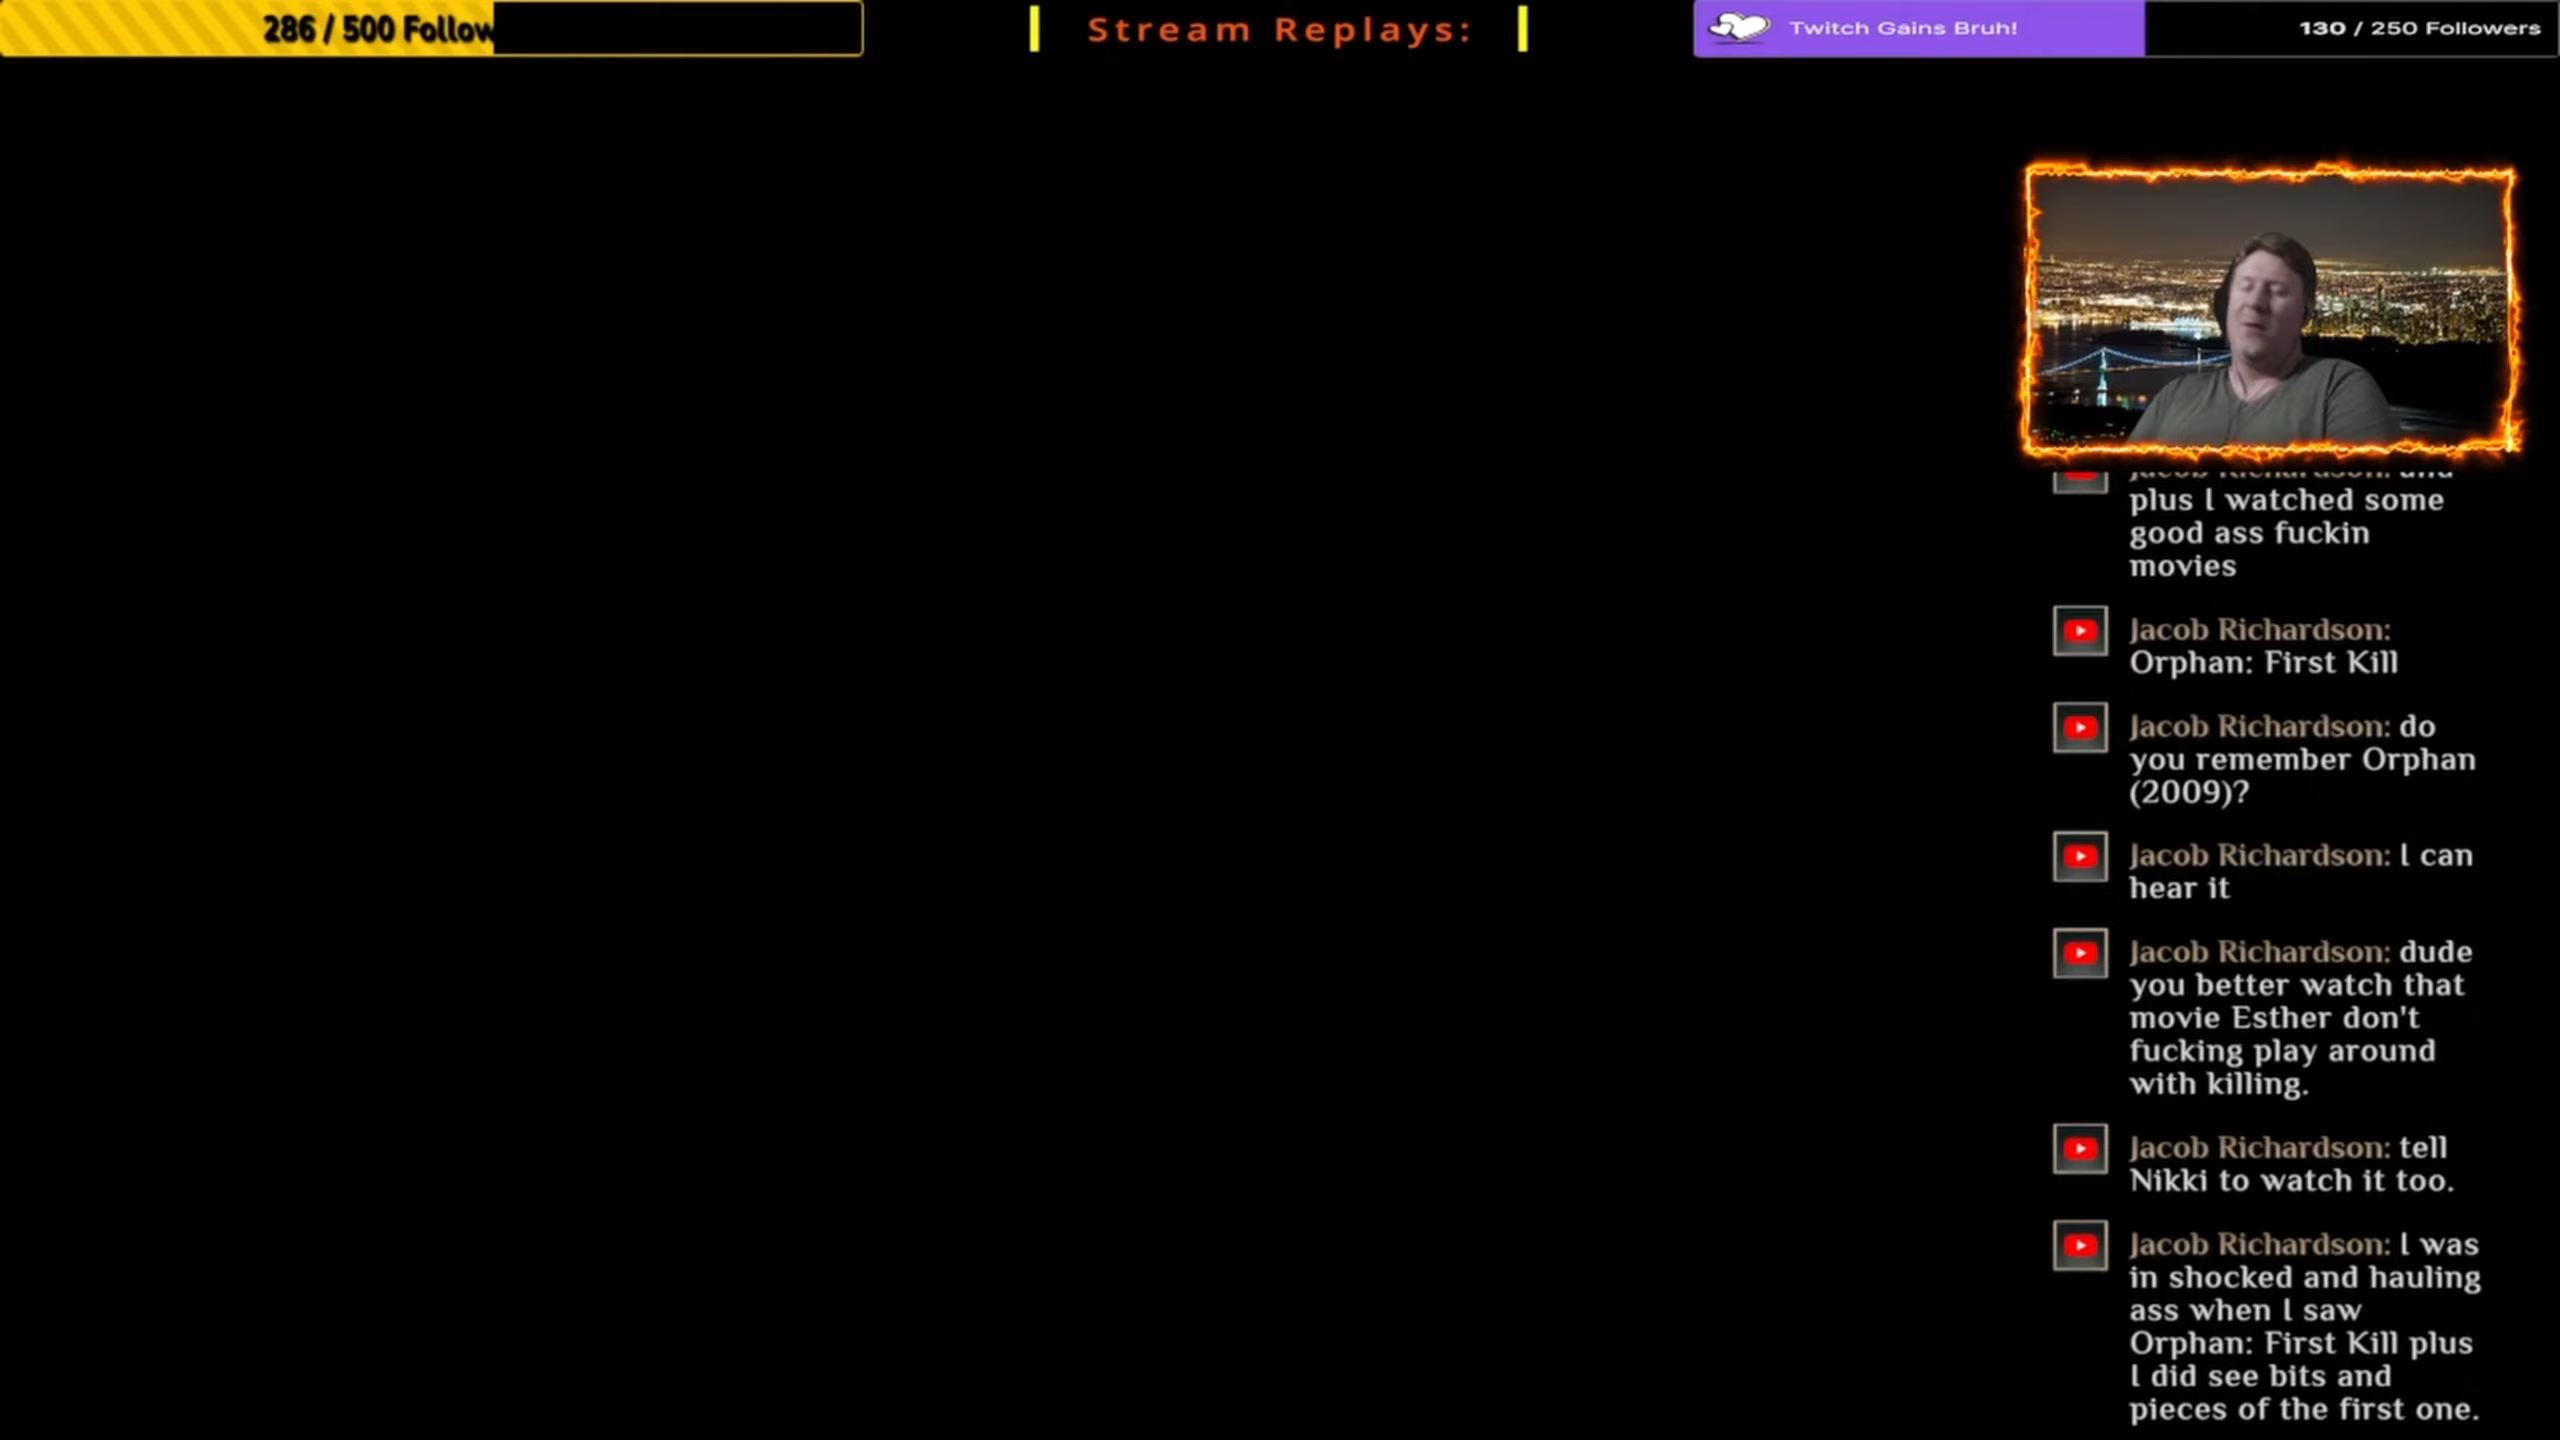 286 / 500 Follow
Stream Replays:
Twitch Gains Bruh!
130 / 250 Followers
Jacob Richardson: and
plus I watched some
good ass fuckin
movies
Jacob Richardson:
Orphan: First Kill
Jacob Richardson: do
you remember Orphan
(2009)?
Jacob Richardson: I can
hear it
Jacob Richardson: dude
you better watch that
movie Esther don't
fucking play around
with killing.
Jacob Richardson: tell
Nikki to watch it too.
Jacob Richardson: I was
in shocked and hauling
ass when I saw
Orphan: First Kill plus
I did see bits and
pieces of the first one.